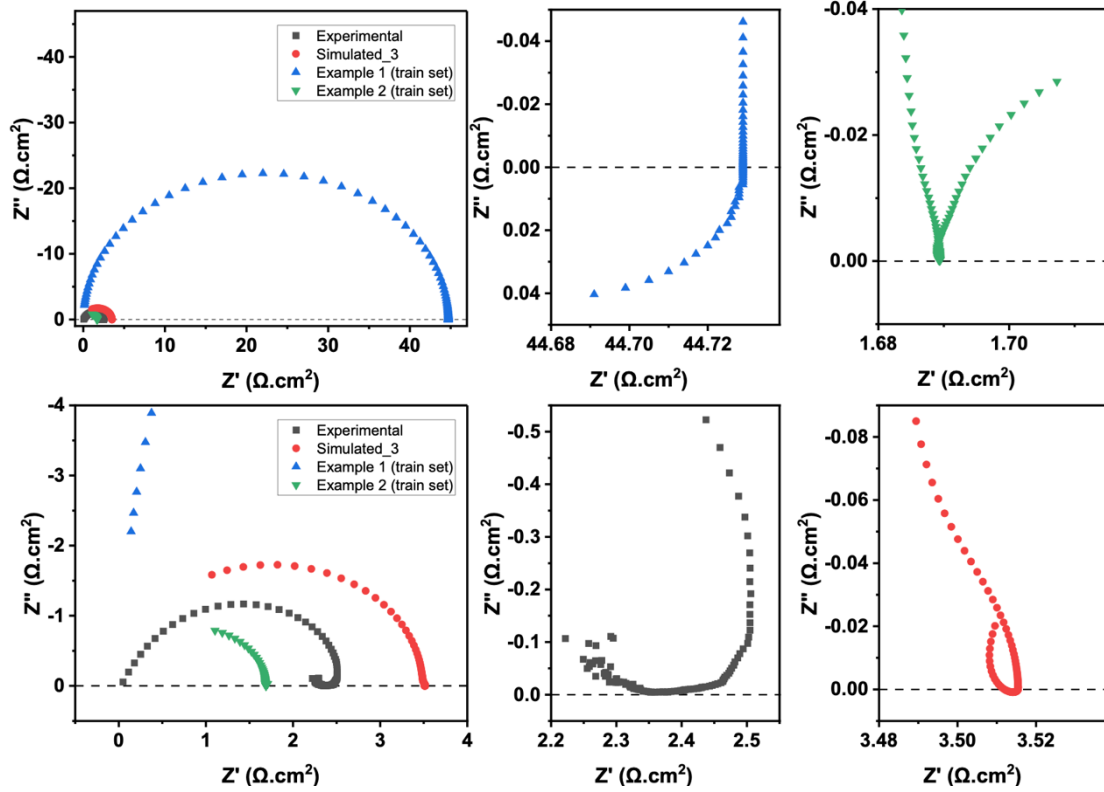 -40
-30
-20
-10
0
0
10
20
30
40
Z'' (Ω.cm²)
Z' (Ω.cm²)
Experimental
Simulated_3
Example 1 (train set)
Example 2 (train set)
-0.04
-0.02
0.00
0.02
0.04
44.68
44.70
44.72
Z'' (Ω.cm²)
Z' (Ω.cm²)
-0.04
-0.02
0.00
1.68
1.70
Z'' (Ω.cm²)
Z' (Ω.cm²)
-4
-3
-2
-1
0
0
1
2
3
4
Z'' (Ω.cm²)
Z' (Ω.cm²)
Experimental
Simulated_3
Example 1 (train set)
Example 2 (train set)
-0.5
-0.4
-0.3
-0.2
-0.1
0.0
2.2
2.3
2.4
2.5
Z'' (Ω.cm²)
Z' (Ω.cm²)
-0.08
-0.06
-0.04
-0.02
0.00
3.48
3.50
3.52
Z'' (Ω.cm²)
Z' (Ω.cm²)